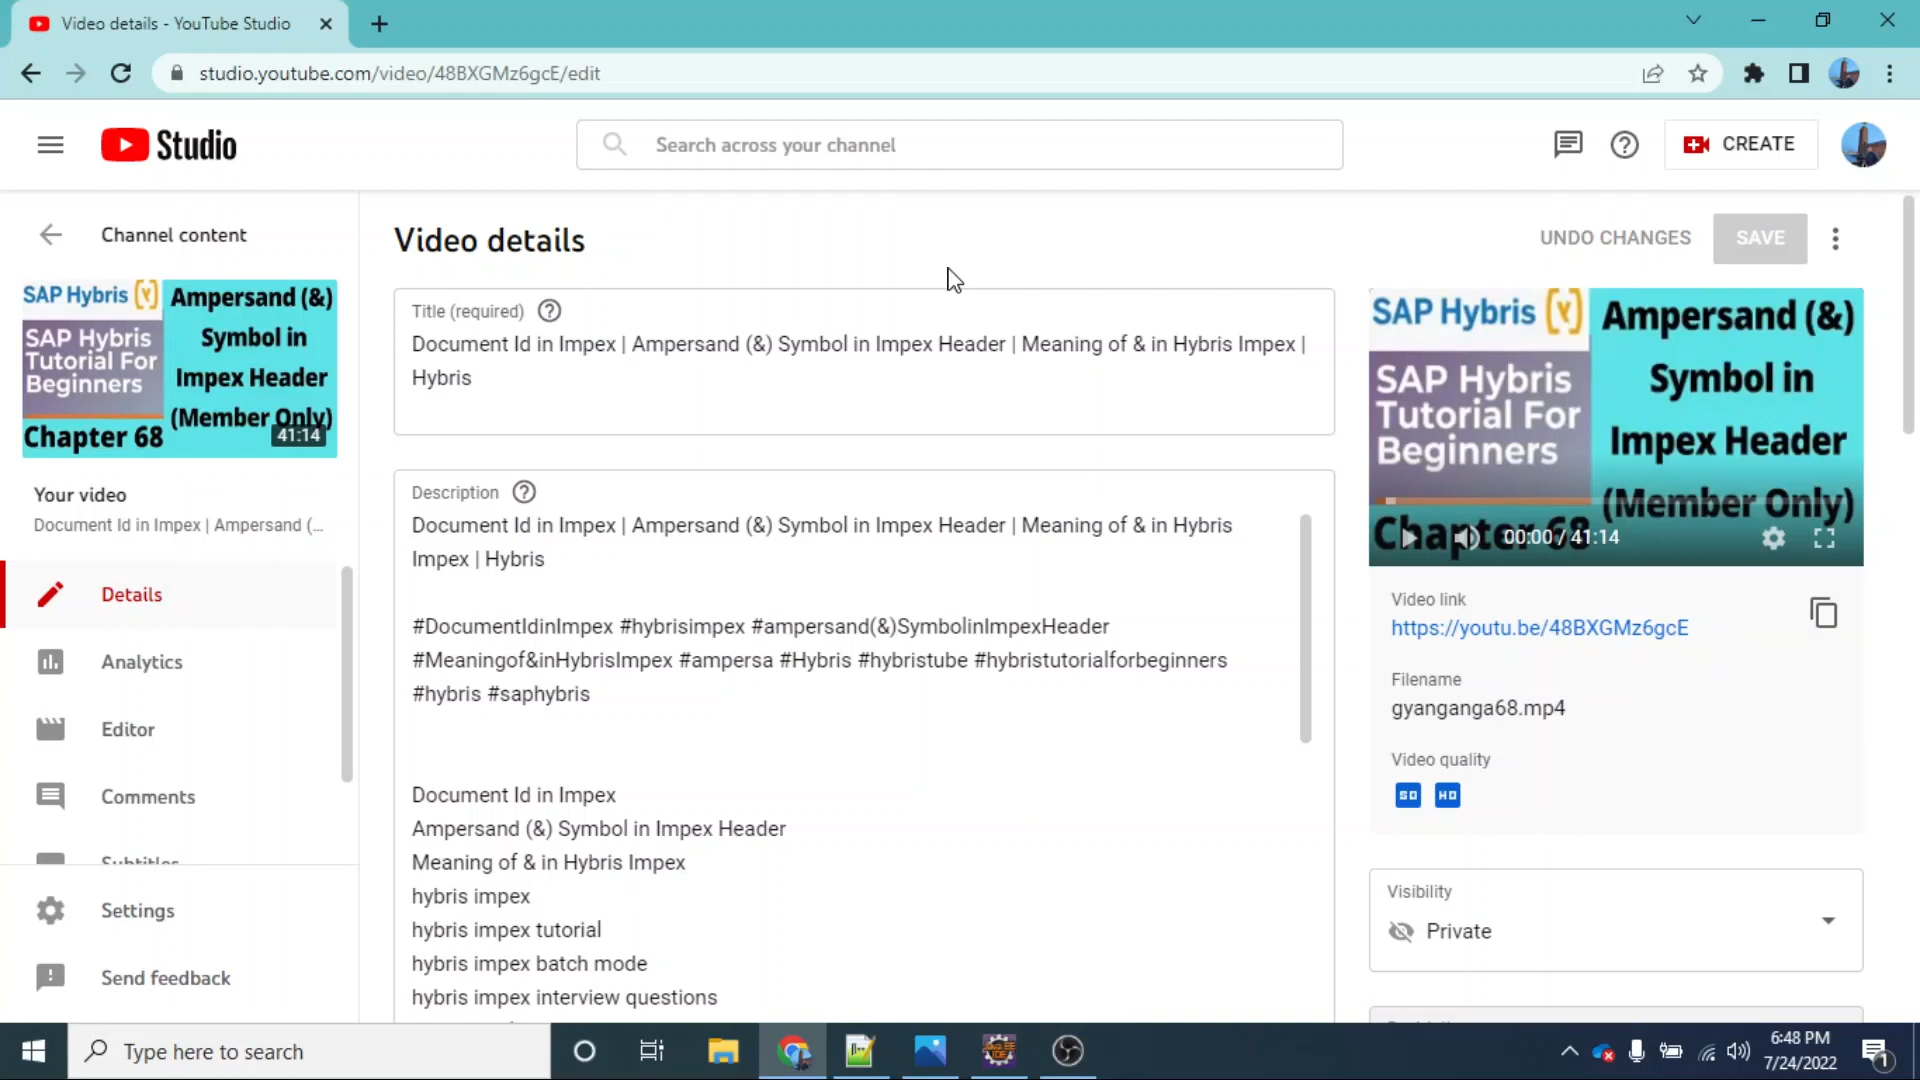 Video details - YouTube Studio
studio.youtube.com/video/48BXGMz6gcE/edit
Studio
Search across your channel
CREATE
Channel content
SAP Hybris (Y)
SAP Hybris
Tutorial For
Beginners
Chapter 68
Ampersand (&)
Symbol in
Impex Header
(Member Only)
41:14
Your video
Document Id in Impex | Ampersand (...
Details
Analytics
Editor
Comments
Subtitles
Settings
Send feedback
Video details
UNDO CHANGES
SAVE
Title (required)
Document Id in Impex | Ampersand (&) Symbol in Impex Header | Meaning of & in Hybris Impex |
Hybris
Description
Document Id in Impex | Ampersand (&) Symbol in Impex Header | Meaning of & in Hybris
Impex | Hybris
#DocumentIdinImpex #hybrisimpex #ampersand(&)SymbolinImpexHeader
#Meaningof&inHybrisImpex #ampersa #Hybris #hybristube #hybristutorialforbeginners
#hybris #saphybris
Document Id in Impex
Ampersand (&) Symbol in Impex Header
Meaning of & in Hybris Impex
hybris impex
hybris impex tutorial
hybris impex batch mode
hybris impex interview questions
SAP Hybris (Y)
SAP Hybris
Tutorial For
Beginners
Chapter 68
Ampersand (&)
Symbol in
Impex Header
(Member Only)
00:00 / 41:14
Video link
https://youtu.be/48BXGMz6gcE
Filename
gyanganga68.mp4
Video quality
SD HD
Visibility
Private
Type here to search
6:48 PM
7/24/2022
1